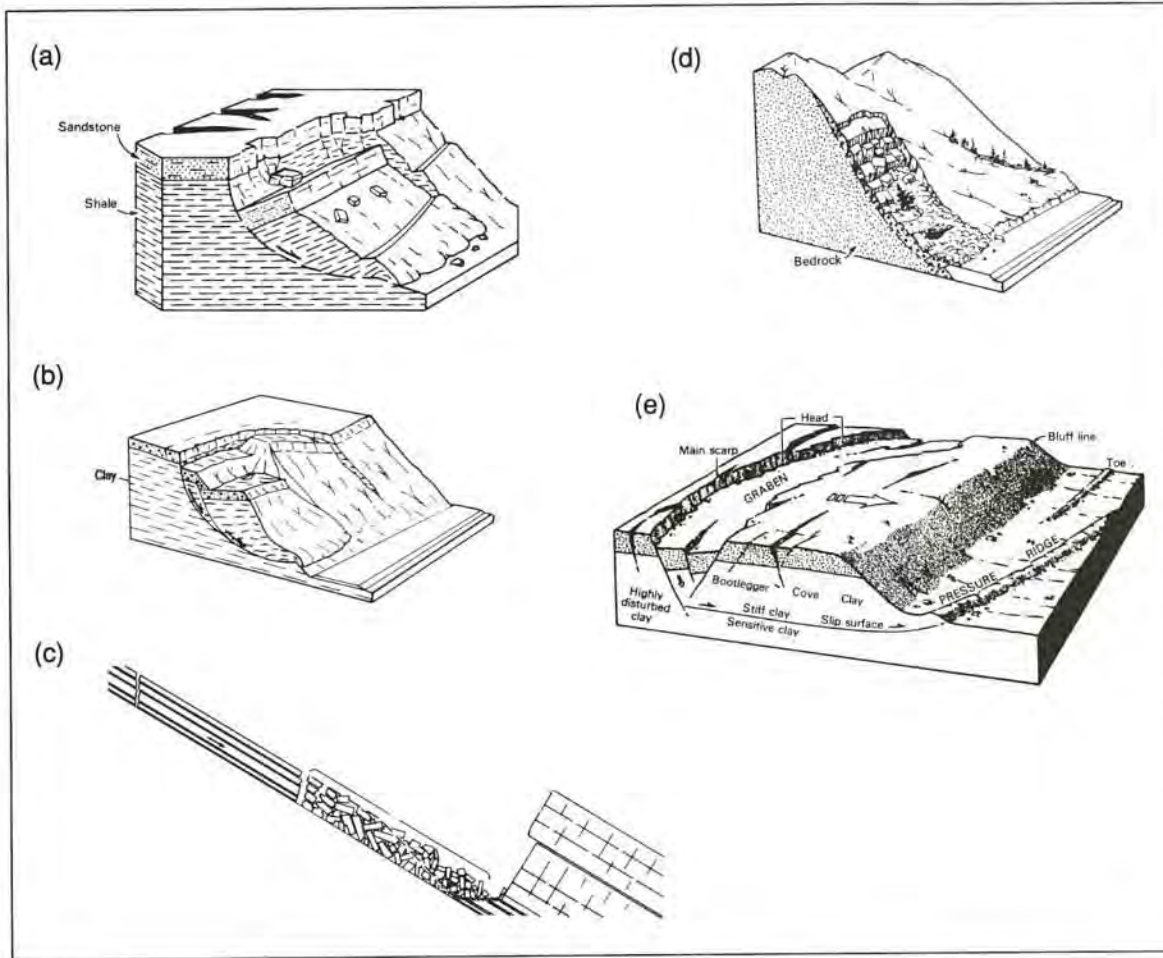 (a)
Sandstone
Shale
(b)
Clay
(c)
(d)
Bedrock
(e)
Head
Main scarp
Bluff line
Toe
GRABEN
PRESSURE RIDGE
Bootlegger Cove Clay
Highly
disturbed
clay
Stiff clay
Slip surface
Sensitive clay